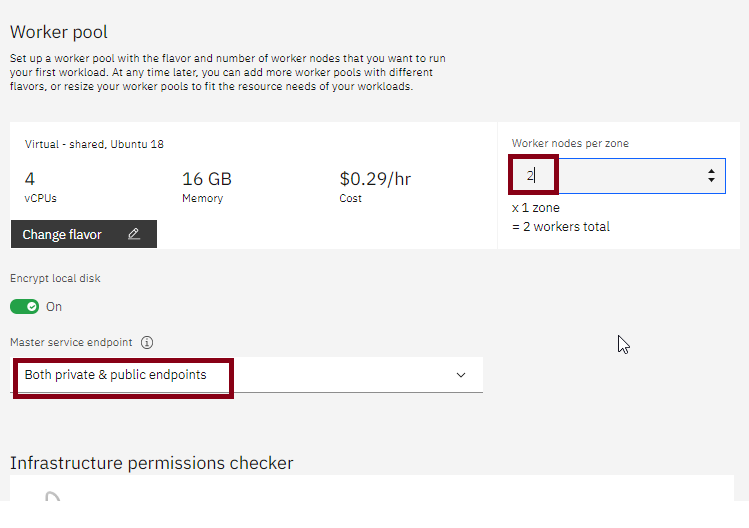 Worker pool
Set up a worker pool with the flavor and number of worker nodes that you want to run
your first workload. At any time later, you can add more worker pools with different
flavors, or resize your worker pools to fit the resource needs of your workloads.
Virtual - shared, Ubuntu 18
4
vCPUs
16 GB
Memory
$0.29/hr
Cost
Change flavor
Worker nodes per zone
2
x 1 zone
= 2 workers total
Encrypt local disk
On
Master service endpoint
Both private & public endpoints
Infrastructure permissions checker